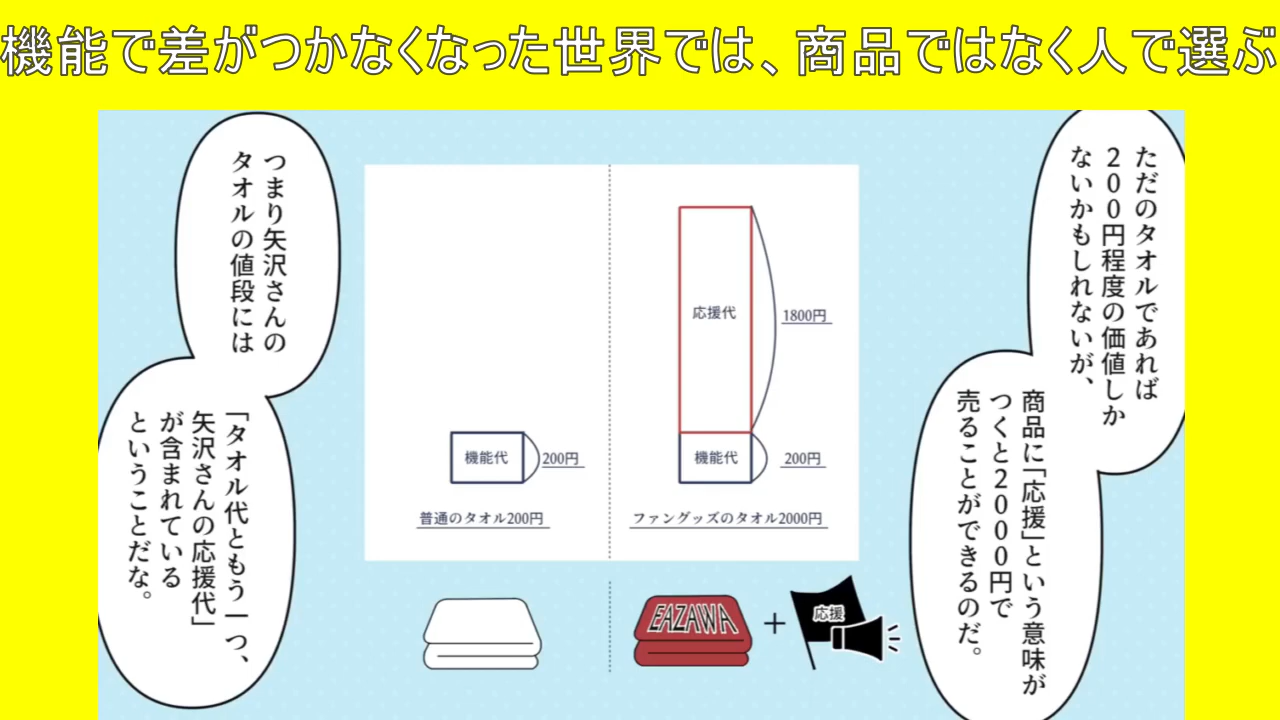 機能で差がつかなくなった世界では、商品ではなく人で選ぶ
ただのタオルであれば
200円程度の価値しか
ないかもしれないが、
商品に「応援」という意味が
つくと2000円で
売ることができるのだ。
応援代
1800円
機能代
200円
機能代
200円
普通のタオル200円
ファングッズのタオル2000円
EAZAWA
+
応援
つまり矢沢さんの
タオルの値段には
「タオル代ともう一つ、
矢沢さんの応援代」
が含まれている
ということだな。